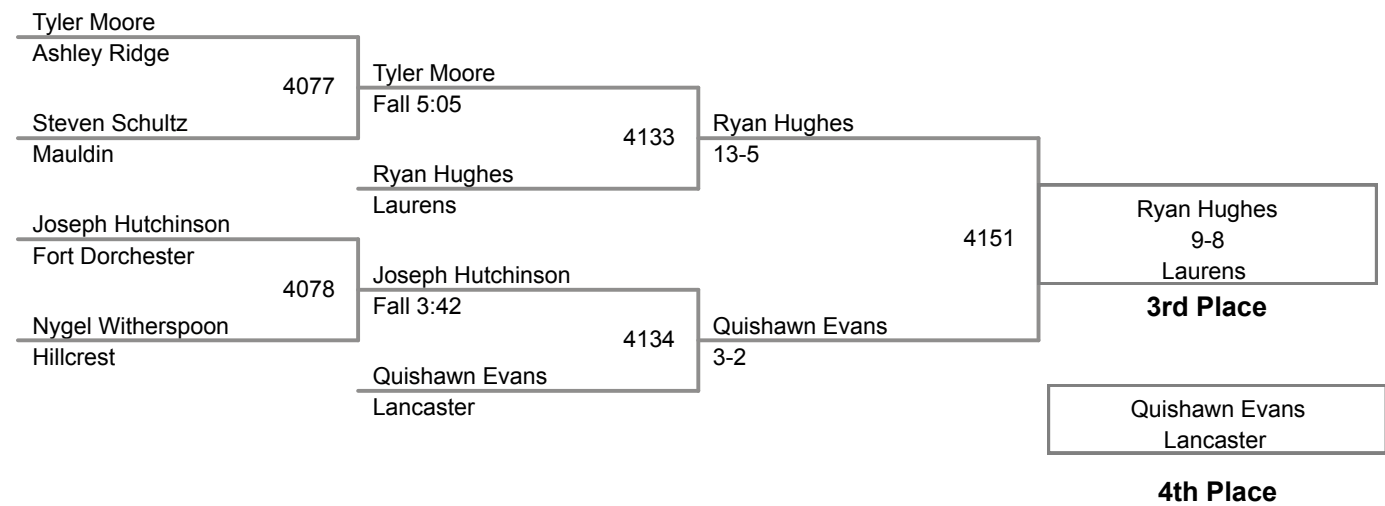 Tyler Moore
Ashley Ridge
4077
Steven Schultz
Mauldin
Joseph Hutchinson
Fort Dorchester
4078
Nygel Witherspoon
Hillcrest
Tyler Moore
Fall 5:05
4133
Ryan Hughes
Laurens
Joseph Hutchinson
Fall 3:42
4134
Quishawn Evans
Lancaster
Ryan Hughes
13-5
4151
Quishawn Evans
3-2
Ryan Hughes
9-8
Laurens
3rd Place
Quishawn Evans
Lancaster
4th Place